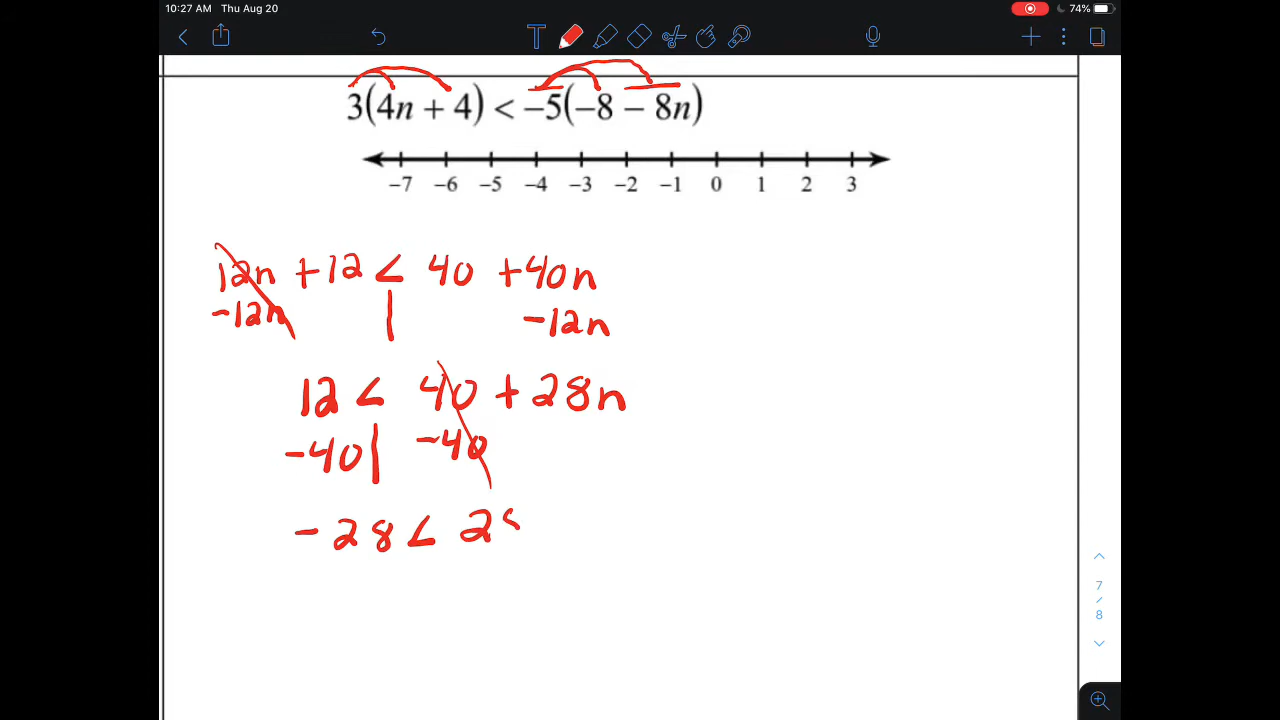 10:27 AM Thu Aug 20
74%
3(4n + 4) < −5(−8 − 8n)
−7 −6 −5 −4 −3 −2 −1 0 1 2 3
12n +12 < 40 +40n
-12n -12n
12 < 40 + 28n
-40 -40
-28 < 2
7
/
8